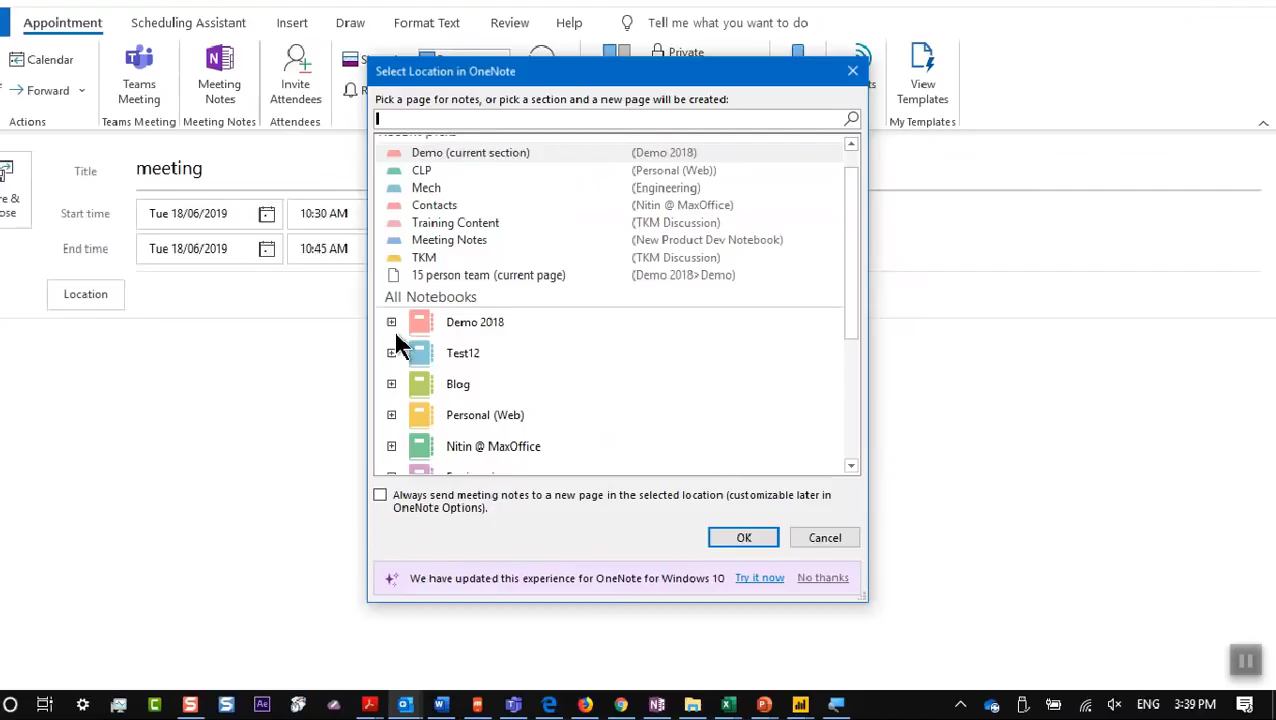 Appointment Scheduling Assistant Insert Draw Format Text Review Help Tell me what you want to do
Calendar
Forward
Actions
Teams
Meeting
Teams Meeting
Meeting
Notes
Meeting Notes
Invite
Attendees
Attendees
Private
View
Templates
My Templates
Select Location in OneNote
Pick a page for notes, or pick a section and a new page will be created:
Demo (current section) (Demo 2018)
CLP (Personal (Web))
Mech (Engineering)
Contacts (Nitin @ MaxOffice)
Training Content (TKM Discussion)
Meeting Notes (New Product Dev Notebook)
TKM (TKM Discussion)
15 person team (current page) (Demo 2018>Demo)
All Notebooks
Demo 2018
Test12
Blog
Personal (Web)
Nitin @ MaxOffice
Always send meeting notes to a new page in the selected location (customizable later in
OneNote Options).
OK Cancel
We have updated this experience for OneNote for Windows 10 Try it now No thanks
Title meeting
Start time Tue 18/06/2019 10:30 AM
End time Tue 18/06/2019 10:45 AM
Location
ENG 3:39 PM